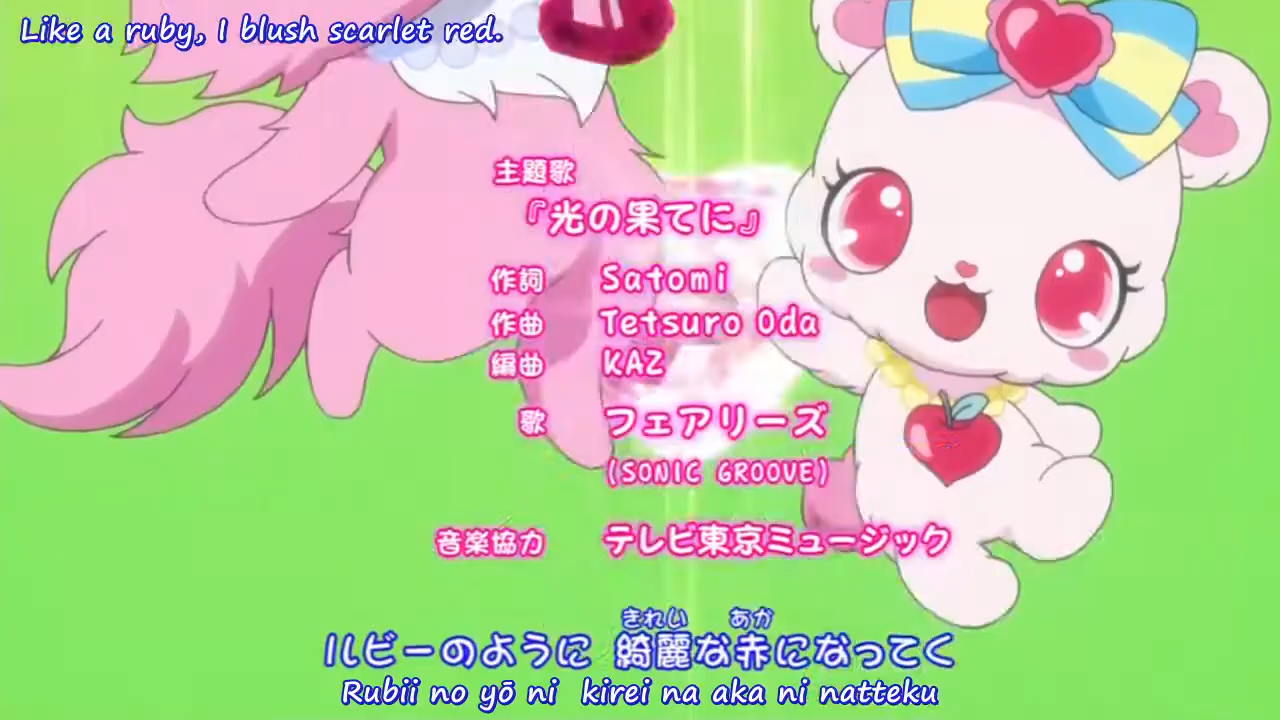 Like a ruby, I blush scarlet red.
主題歌
『光の果てに』
作詞 Satomi
作曲 Tetsuro Oda
編曲 KAZ
歌 フェアリーズ
(SONIC GROOVE)
音楽協力 テレビ東京ミュージック
きれい あか
ルビーのように 綺麗な赤になってく
Rubii no yō ni kirei na aka ni natteku